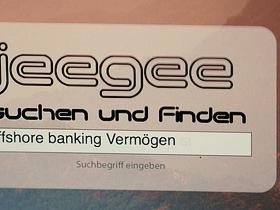 jeegee
suchen und Finden
ffshore banking Vermögen
Suchbegriff eingeben